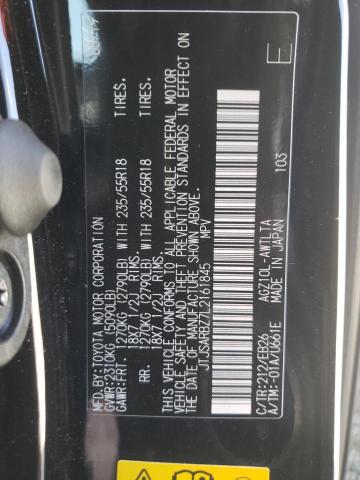 MFD. BY: TOYOTA MOTOR CORPORATION
GVWR: 2310KG (5090LB)
GAWR: FRT. 1270KG (2790LB) WITH 235/55R18 TIRES.
18X7 1/2J RIMS.
RR. 1270KG (2790LB) WITH 235/55R18 TIRES.
18X7 1/2J RIMS.
THIS VEHICLE CONFORMS TO ALL APPLICABLE FEDERAL MOTOR
VEHICLE SAFETY AND THEFT PREVENTION STANDARDS IN EFFECT ON
THE DATE OF MANUFACTURE SHOWN ABOVE.
JTJSARBZ7L2161845 MPV
C/TR: 212/EB26 AGZ10L-AWTLTA
A/TM: -01A/U661E MADE IN JAPAN
103 E